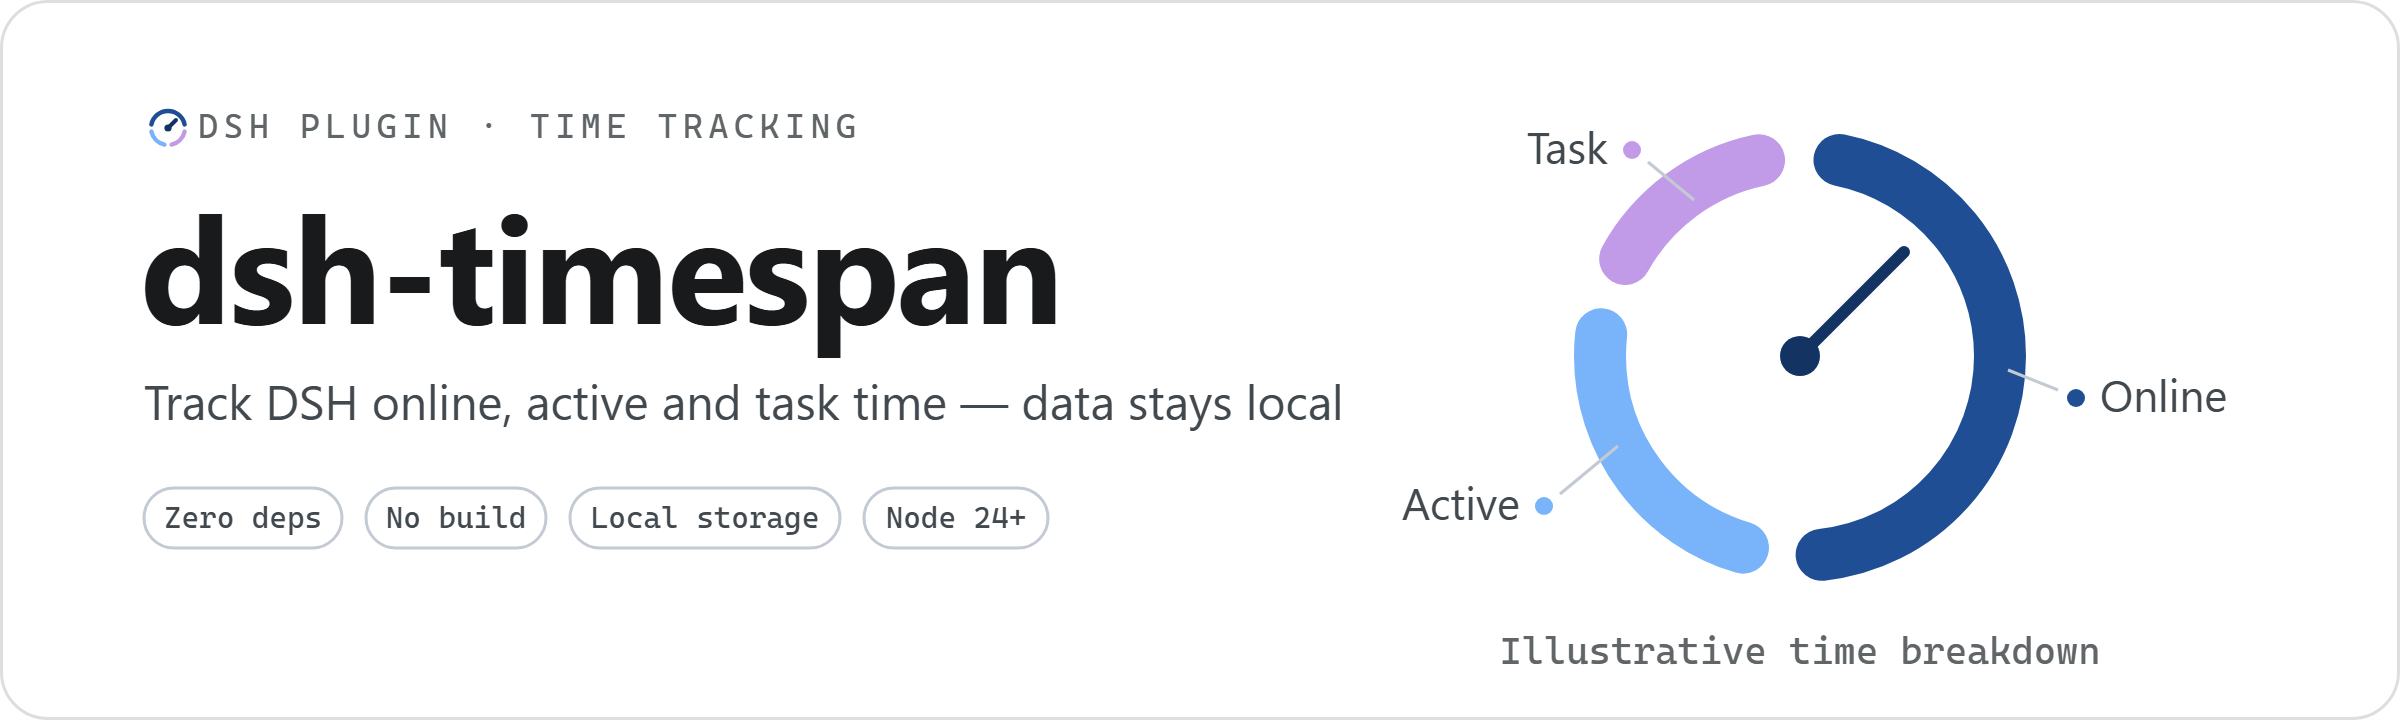 DSH PLUGIN · TIME TRACKING
dsh-timespan
Track DSH online, active and task time — data stays local
Zero deps
No build
Local storage
Node 24+
Task
Online
Active
Illustrative time breakdown